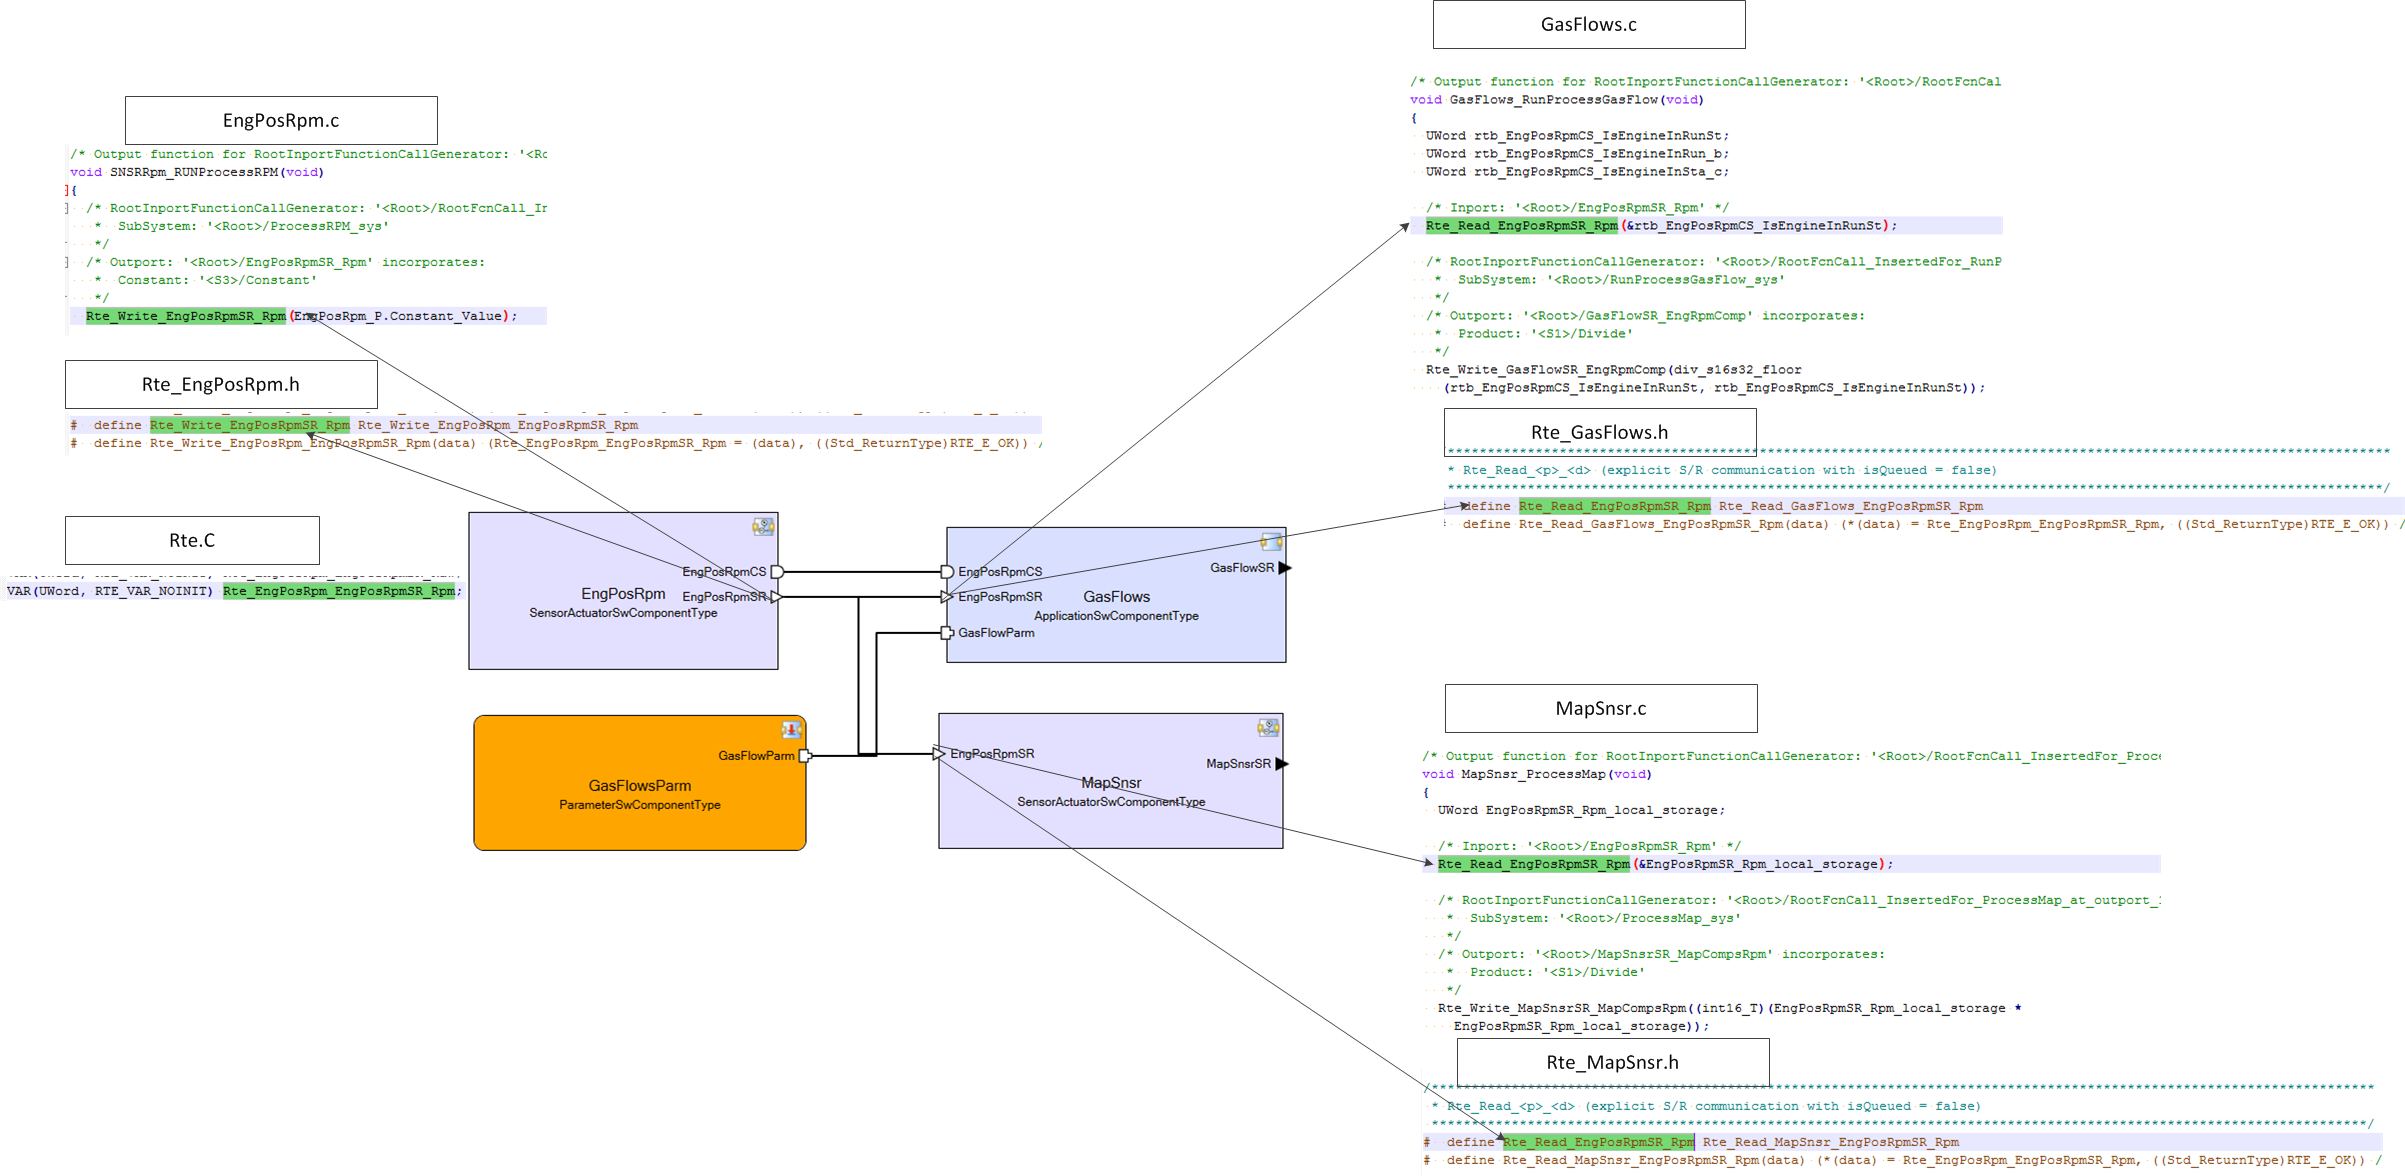 GasFlows.c
/* Output function for RootInportFunctionCallGenerator: '<Root>/RootFcnCal
void GasFlows_RunProcessGasFlow(void)
{
UWord rtb_EngPosRpmCS_IsEngineInRunSt;
UWord rtb_EngPosRpmCS_IsEngineInRun_b;
UWord rtb_EngPosRpmCS_IsEngineInSta_c;
/* Inport: '<Root>/EngPosRpmSR_Rpm' */
Rte_Read_EngPosRpmSR_Rpm(&rtb_EngPosRpmCS_IsEngineInRunSt);
/* RootInportFunctionCallGenerator: '<Root>/RootFcnCall_InsertedFor_RunP
* SubSystem: '<Root>/RunProcessGasFlow_sys'
*/
/* Outport: '<Root>/GasFlowSR_EngRpmComp' incorporates:
* Product: '<S1>/Divide'
*/
Rte_Write_GasFlowSR_EngRpmComp(div_s16s32_floor
(rtb_EngPosRpmCS_IsEngineInRunSt, rtb_EngPosRpmCS_IsEngineInRunSt));
EngPosRpm.c
/* Output function for RootInportFunctionCallGenerator: '<Ro
void SNSRRpm_RUNProcessRPM(void)
{
/* RootInportFunctionCallGenerator: '<Root>/RootFcnCall_In
* SubSystem: '<Root>/ProcessRPM_sys'
*/
/* Outport: '<Root>/EngPosRpmSR_Rpm' incorporates:
* Constant: '<S3>/Constant'
*/
Rte_Write_EngPosRpmSR_Rpm(EngPosRpm_P.Constant_Value);
Rte_EngPosRpm.h
# define Rte_Write_EngPosRpmSR_Rpm Rte_Write_EngPosRpm_EngPosRpmSR_Rpm
# define Rte_Write_EngPosRpm_EngPosRpmSR_Rpm(data) (Rte_EngPosRpm_EngPosRpmSR_Rpm = (data), ((Std_ReturnType)RTE_E_OK)) /
Rte_GasFlows.h
***
* Rte_Read_<p>_<d> (explicit S/R communication with isQueued = false)
***/
# define Rte_Read_EngPosRpmSR_Rpm Rte_Read_GasFlows_EngPosRpmSR_Rpm
define Rte_Read_GasFlows_EngPosRpmSR_Rpm(data) (*(data) = Rte_EngPosRpm_EngPosRpmSR_Rpm, ((Std_ReturnType)RTE_E_OK)) /
Rte.C
VAR(UWord, RTE_VAR_NOINIT) Rte_EngPosRpm_EngPosRpmSR_Rpm;
EngPosRpmCS
EngPosRpm
EngPosRpmSR
SensorActuatorSwComponentType
EngPosRpmCS
GasFlowSR
EngPosRpmSR
GasFlows
ApplicationSwComponentType
GasFlowParm
GasFlowParm
GasFlowsParm
ParameterSwComponentType
EngPosRpmSR
MapSnsrSR
MapSnsr
SensorActuatorSwComponentType
MapSnsr.c
/* Output function for RootInportFunctionCallGenerator: '<Root>/RootFcnCall_InsertedFor_Proce
void MapSnsr_ProcessMap(void)
{
UWord EngPosRpmSR_Rpm_local_storage;
/* Inport: '<Root>/EngPosRpmSR_Rpm' */
Rte_Read_EngPosRpmSR_Rpm(&EngPosRpmSR_Rpm_local_storage);
/* RootInportFunctionCallGenerator: '<Root>/RootFcnCall_InsertedFor_ProcessMap_at_outport_1
* SubSystem: '<Root>/ProcessMap_sys'
*/
/* Outport: '<Root>/MapSnsrSR_MapCompsRpm' incorporates:
* Product: '<S1>/Divide'
*/
Rte_Write_MapSnsrSR_MapCompsRpm((int16_T)(EngPosRpmSR_Rpm_local_storage *
EngPosRpmSR_Rpm_local_storage));
Rte_MapSnsr.h
/***
* Rte_Read_<p>_<d> (explicit S/R communication with isQueued = false)
***/
# define Rte_Read_EngPosRpmSR_Rpm Rte_Read_MapSnsr_EngPosRpmSR_Rpm
# define Rte_Read_MapSnsr_EngPosRpmSR_Rpm(data) (*(data) = Rte_EngPosRpm_EngPosRpmSR_Rpm, ((Std_ReturnType)RTE_E_OK)) /